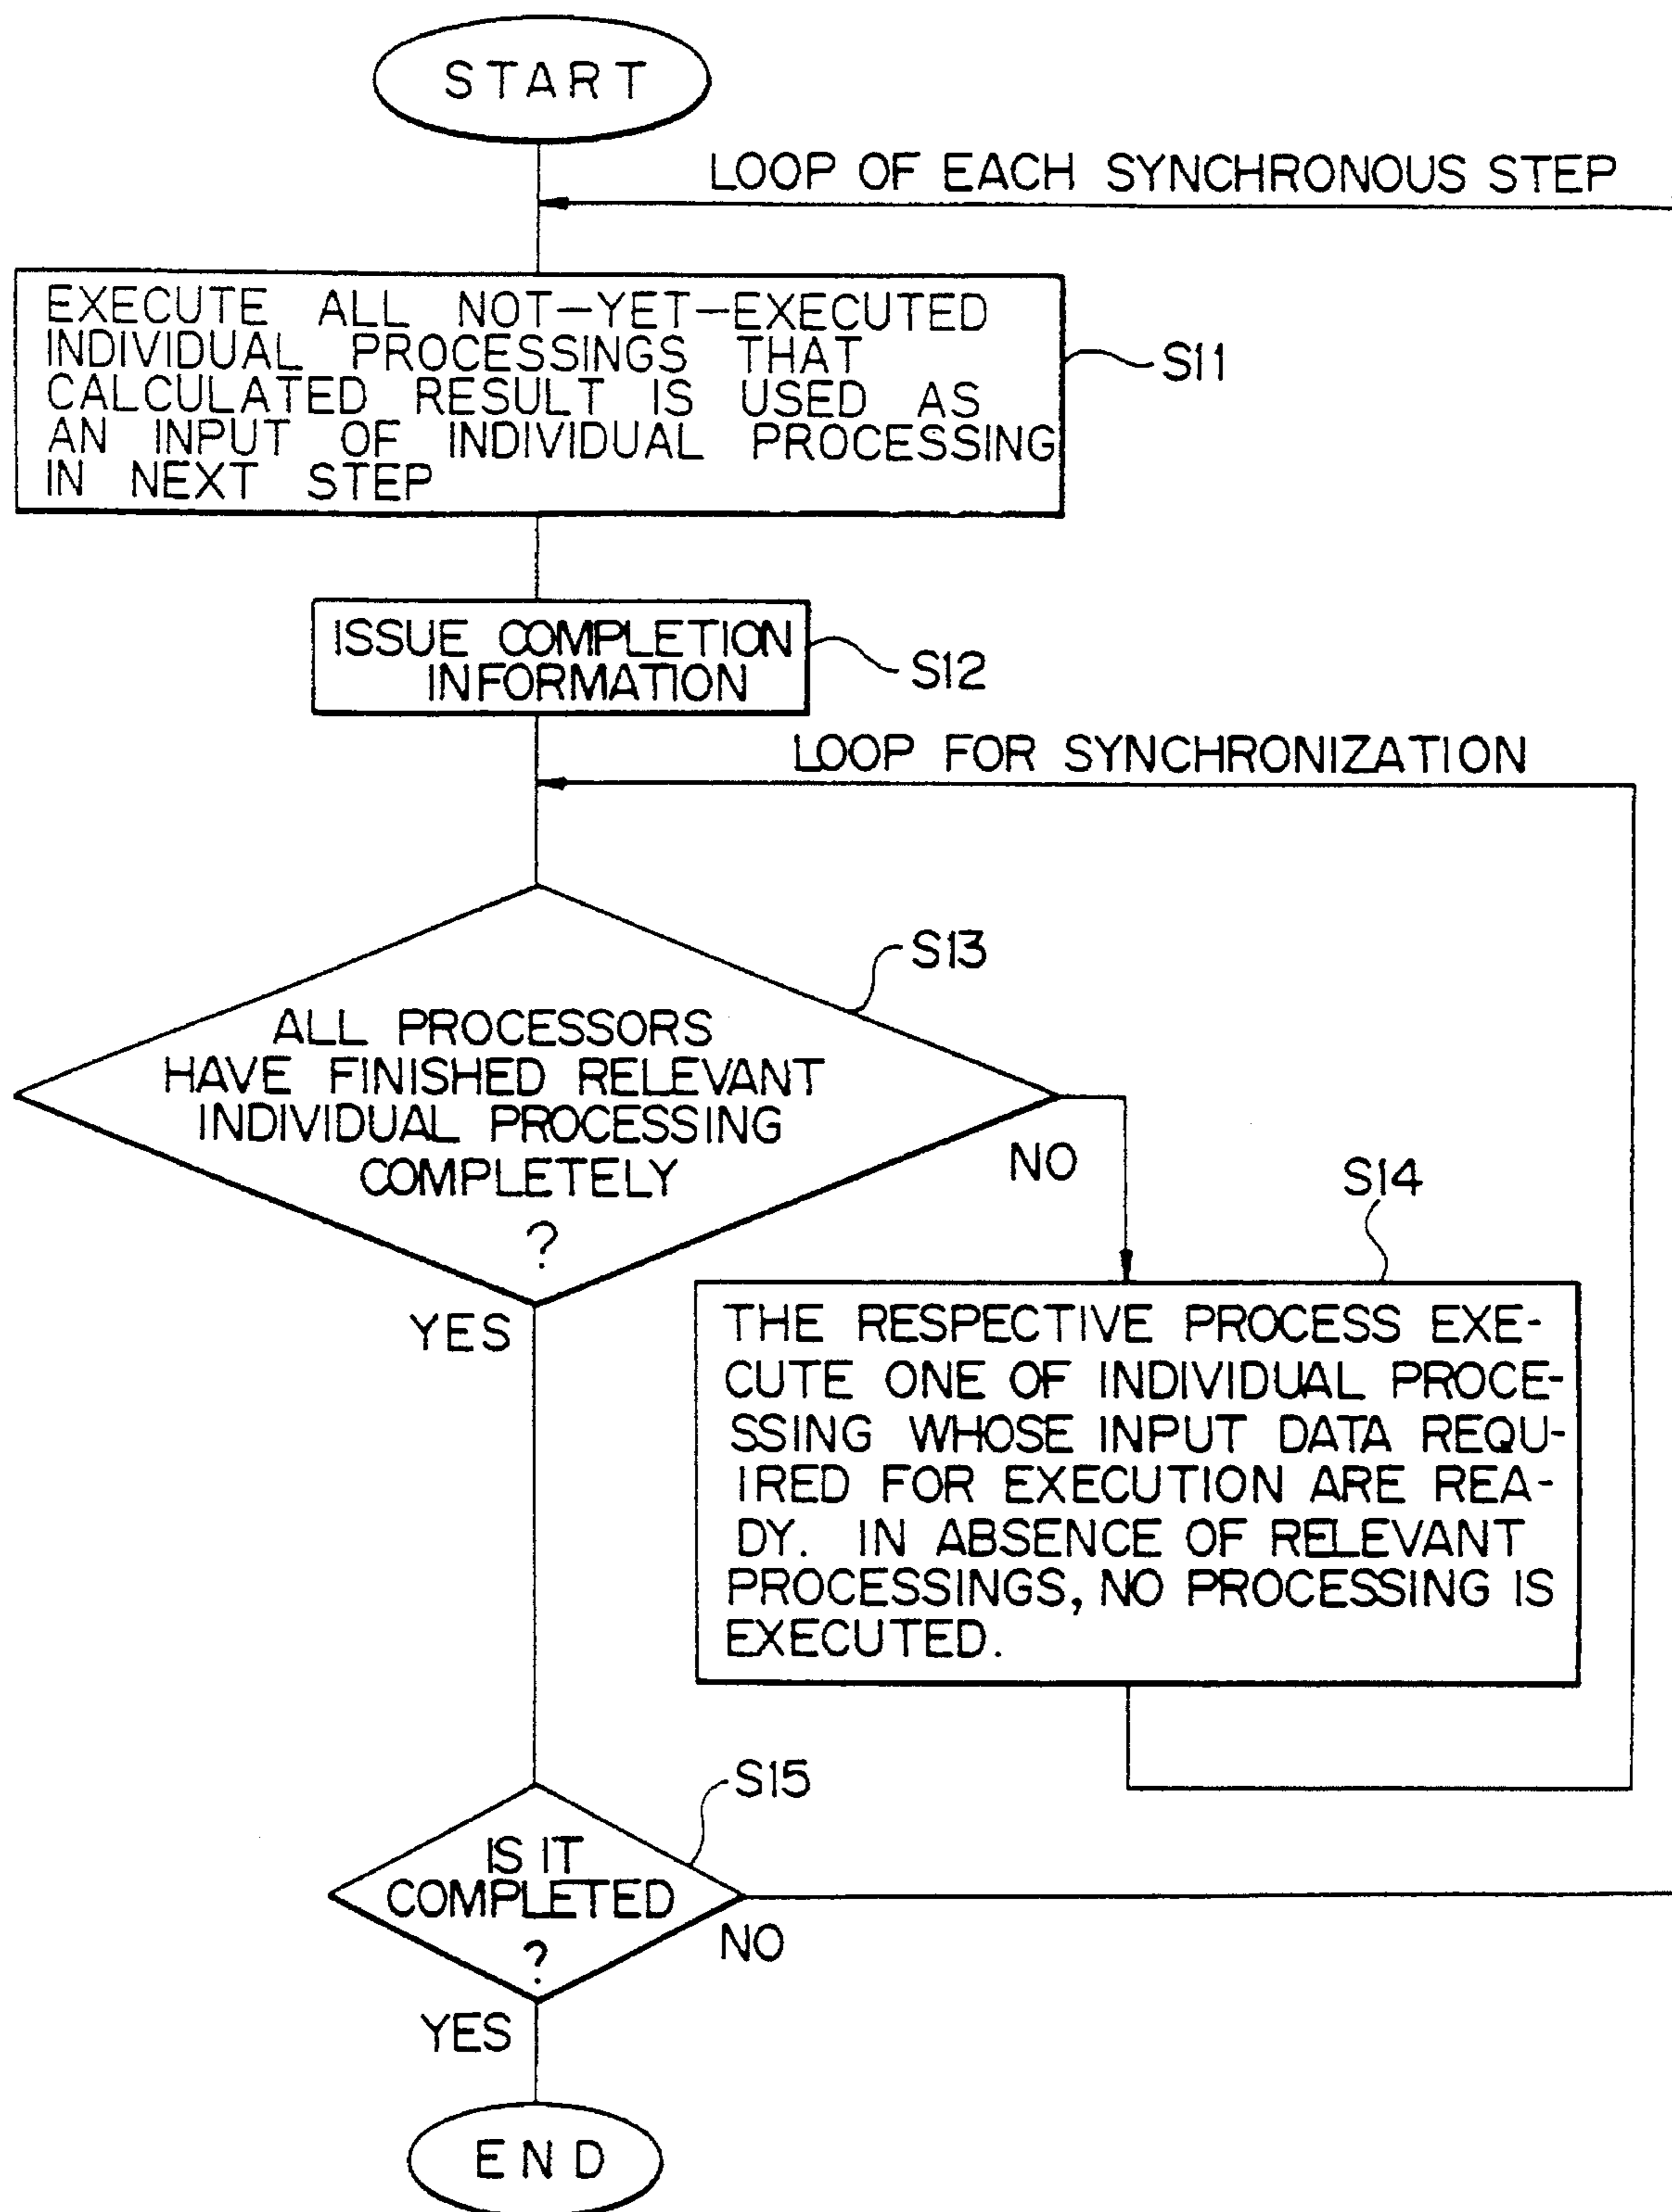 START
LOOP OF EACH SYNCHRONOUS STEP
EXECUTE ALL NOT-YET-EXECUTED
INDIVIDUAL PROCESSINGS THAT
CALCULATED RESULT IS USED AS
AN INPUT OF INDIVIDUAL PROCESSING
IN NEXT STEP
S11
ISSUE COMPLETION
INFORMATION
S12
LOOP FOR SYNCHRONIZATION
S13
ALL PROCESSORS
HAVE FINISHED RELEVANT
INDIVIDUAL PROCESSING
COMPLETELY
?
NO
YES
S14
THE RESPECTIVE PROCESS EXE-
CUTE ONE OF INDIVIDUAL PROCE-
SSING WHOSE INPUT DATA REQU-
IRED FOR EXECUTION ARE REA-
DY. IN ABSENCE OF RELEVANT
PROCESSINGS, NO PROCESSING IS
EXECUTED.
S15
IS IT
COMPLETED
?
NO
YES
END